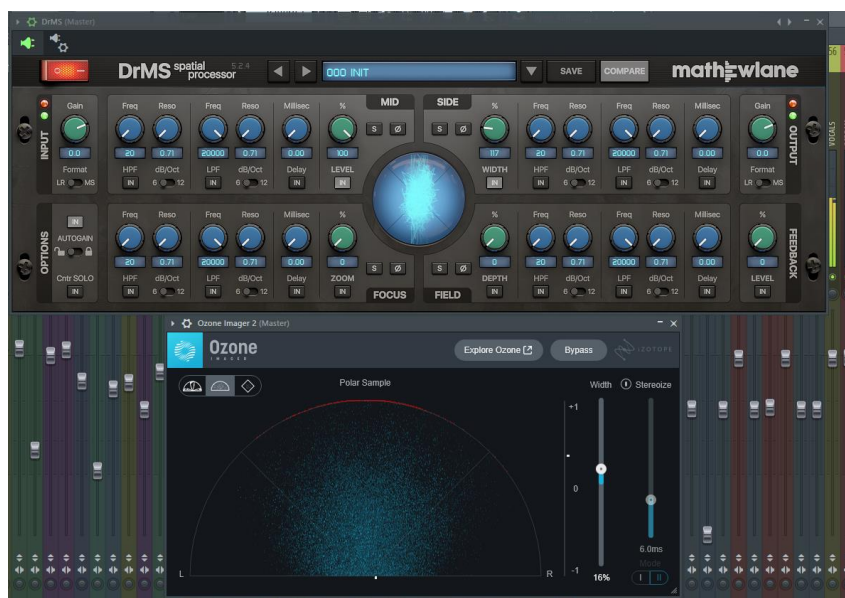 DrMS (Master)
DrMS spatial processor 5.2.4
000 INIT
SAVE
COMPARE
mathewlane
INPUT
Gain
0.0
Format
LR MS
Freq Reso Freq Reso Millisec %
20 0.71 20000 0.71 0.00 100
HPF dB/Oct LPF dB/Oct Delay LEVEL
IN 6 12 IN 6 12 IN IN
MID
S Ø
SIDE
S Ø
% Freq Reso Freq Reso Millisec
117 20 0.71 20000 0.71 0.00
WIDTH HPF dB/Oct LPF dB/Oct Delay
IN IN 6 12 IN 6 12 IN
Gain
0.0
Format
LR MS
OUTPUT
OPTIONS
IN
AUTOGAIN
Cntr SOLO
IN
Freq Reso Freq Reso Millisec %
20 0.71 20000 0.71 0.00 0
HPF dB/Oct LPF dB/Oct Delay ZOOM
IN 6 12 IN 6 12 IN IN
S Ø
FOCUS
S Ø
FIELD
% Freq Reso Freq Reso Millisec
0 20 0.71 20000 0.71 0.00
DEPTH HPF dB/Oct LPF dB/Oct Delay
IN IN 6 12 IN 6 12 IN
%
0
LEVEL
IN
FEEDBACK
56
VOCALS
Ozone Imager 2 (Master)
Ozone
IMAGER
Explore Ozone
Bypass
IZOTOPE
Polar Sample
Width
Stereoize
+1
0
-1
L
R
16%
6.0ms
Mode
I II